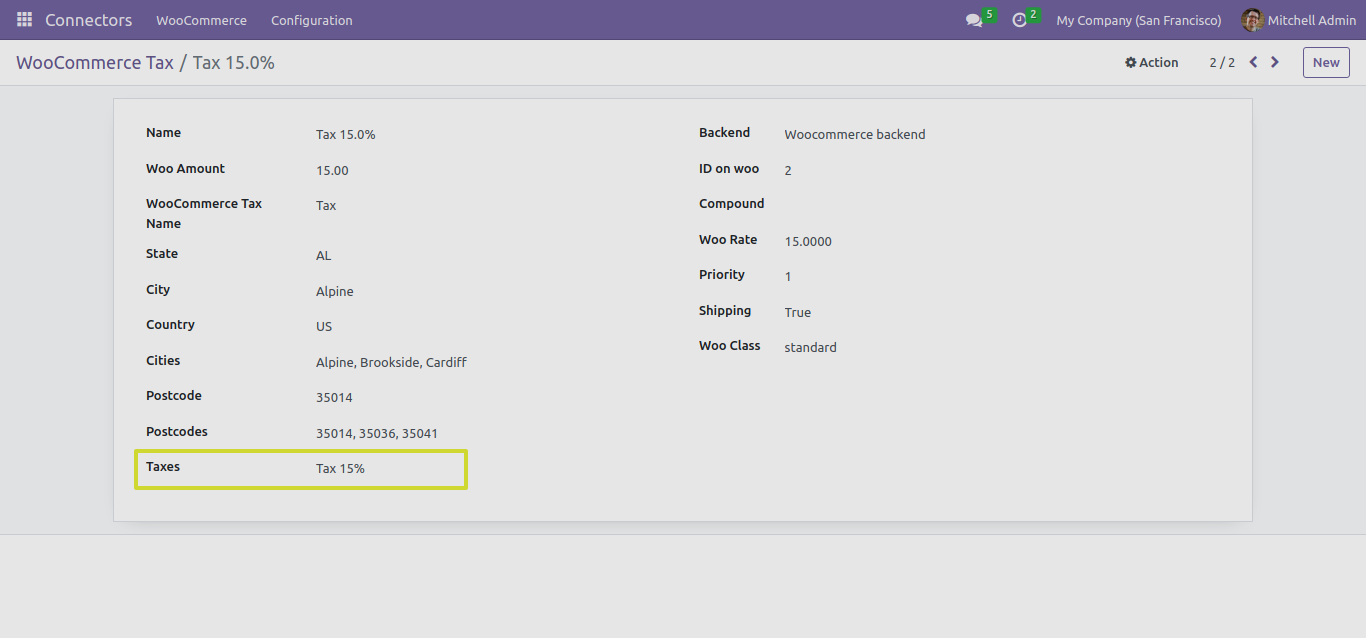 Connectors WooCommerce Configuration 5 2 My Company (San Francisco) Mitchell Admin
WooCommerce Tax / Tax 15.0% Action 2 / 2 New
Name Tax 15.0%
Woo Amount 15.00
WooCommerce Tax Name Tax
State AL
City Alpine
Country US
Cities Alpine, Brookside, Cardiff
Postcode 35014
Postcodes 35014, 35036, 35041
Taxes Tax 15%
Backend Woocommerce backend
ID on woo 2
Compound
Woo Rate 15.0000
Priority 1
Shipping True
Woo Class standard